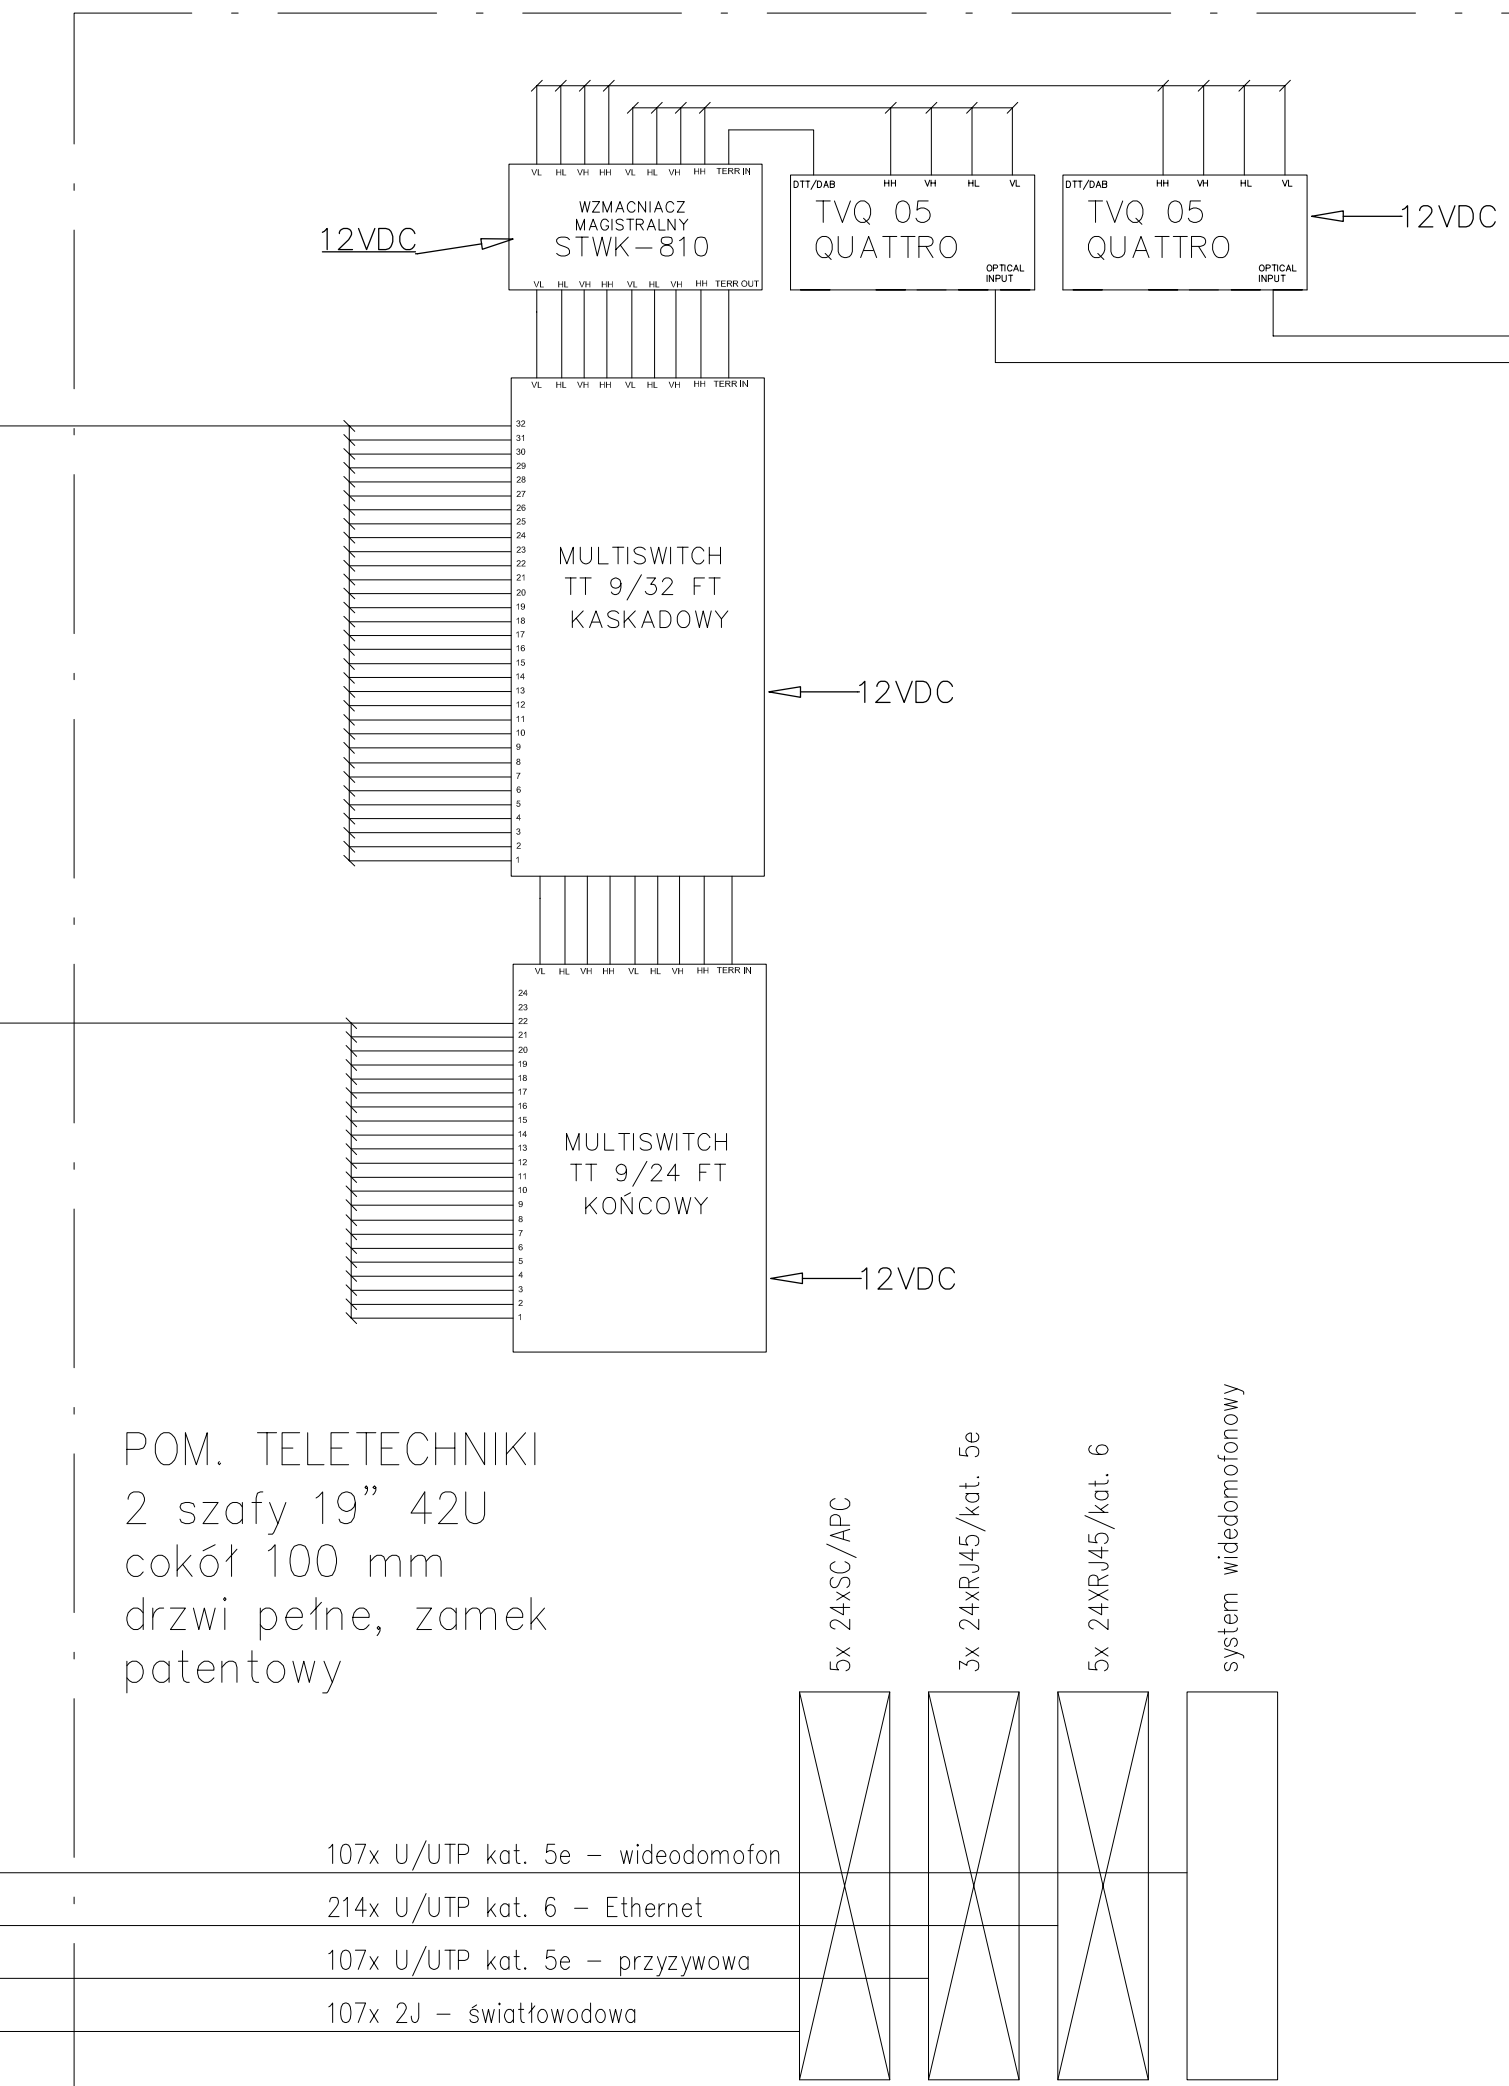 VL HL VH HH VL HL VH HH TERR IN
WZMACNIACZ
MAGISTRALNY
STWK-810
VL HL VH HH VL HL VH HH TERR OUT
12VDC
DTT/DAB HH VH HL VL
TVQ 05
QUATTRO
OPTICAL
INPUT
DTT/DAB HH VH HL VL
TVQ 05
QUATTRO
OPTICAL
INPUT
12VDC
VL HL VH HH VL HL VH HH TERR IN
32
31
30
29
28
27
26
25
24
23
22
21
20
19
18
17
16
15
14
13
12
11
10
9
8
7
6
5
4
3
2
1
MULTISWITCH
TT 9/32 FT
KASKADOWY
12VDC
VL HL VH HH VL HL VH HH TERR IN
24
23
22
21
20
19
18
17
16
15
14
13
12
11
10
9
8
7
6
5
4
3
2
1
MULTISWITCH
TT 9/24 FT
KOŃCOWY
12VDC
POM. TELETECHNIKI
2 szafy 19” 42U
cokół 100 mm
drzwi pełne, zamek
patentowy
5x 24xSC/APC
3x 24xRJ45/kat. 5e
5x 24XRJ45/kat. 6
system widedomofonowy
107x U/UTP kat. 5e – wideodomofon
214x U/UTP kat. 6 – Ethernet
107x U/UTP kat. 5e – przyzywowa
107x 2J – światłowodowa